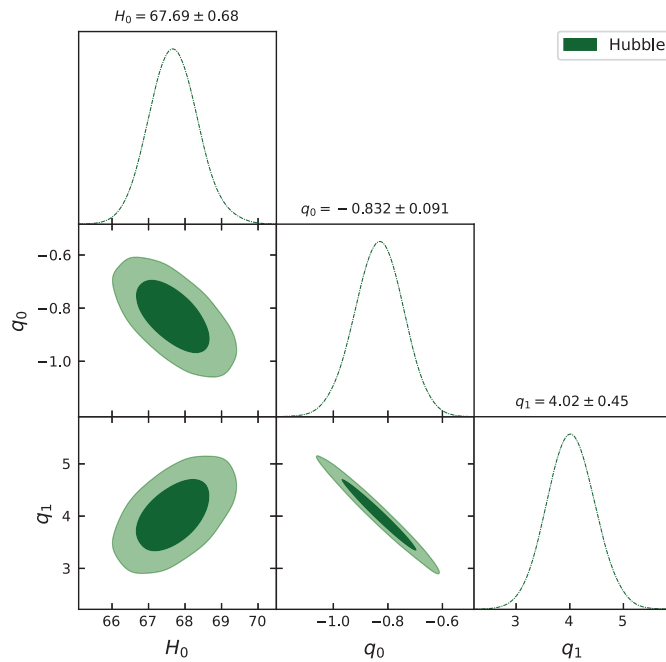 H₀ = 67.69 ± 0.68
Hubble
q₀ = − 0.832 ± 0.091
−0.6
−0.8
−1.0
q₀
q₁ = 4.02 ± 0.45
5
4
3
q₁
66 67 68 69 70
−1.0 −0.8 −0.6
3 4 5
H₀
q₀
q₁